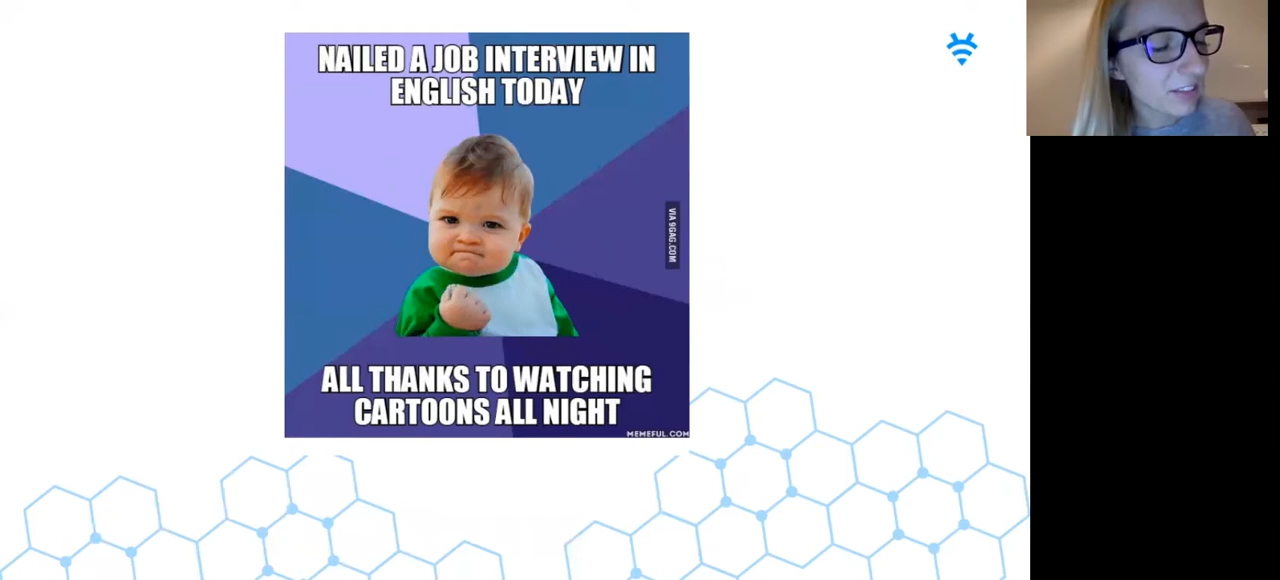 NAILED A JOB INTERVIEW IN
ENGLISH TODAY
VIA 9GAG.COM
ALL THANKS TO WATCHING
CARTOONS ALL NIGHT
MEMEFUL.COM